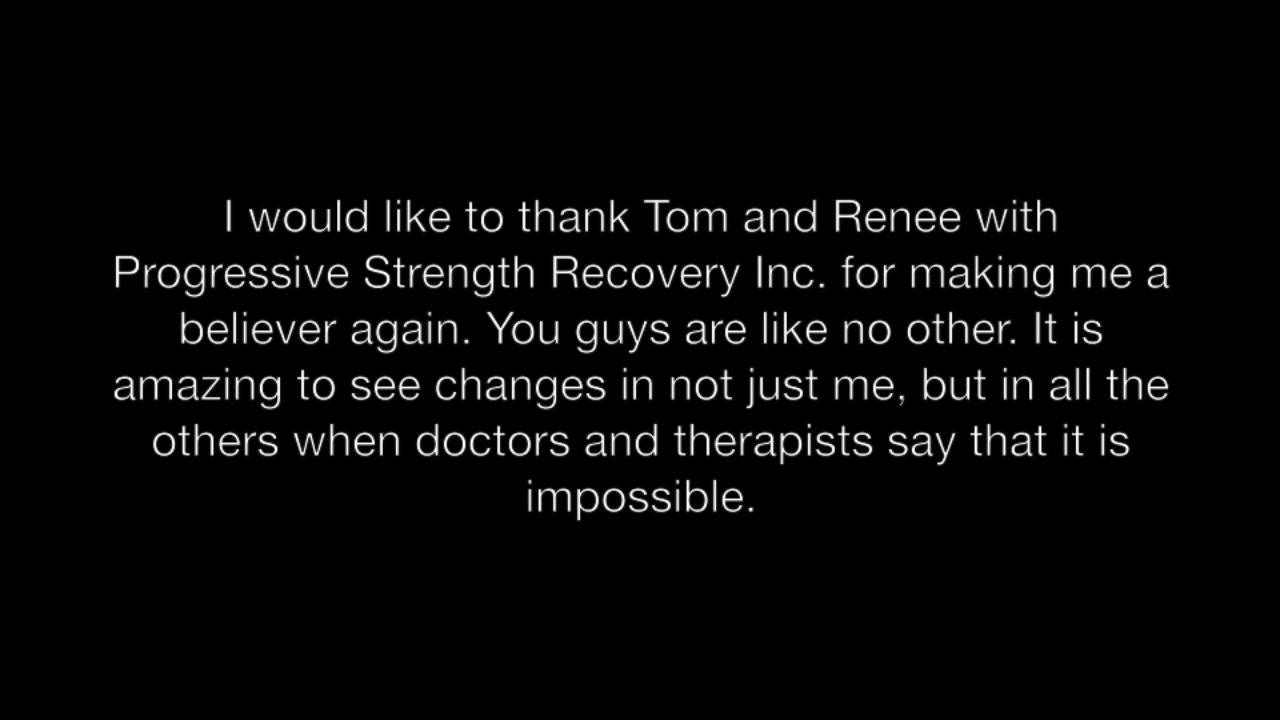 I would like to thank Tom and Renee with
Progressive Strength Recovery Inc. for making me a
believer again. You guys are like no other. It is
amazing to see changes in not just me, but in all the
others when doctors and therapists say that it is
impossible.